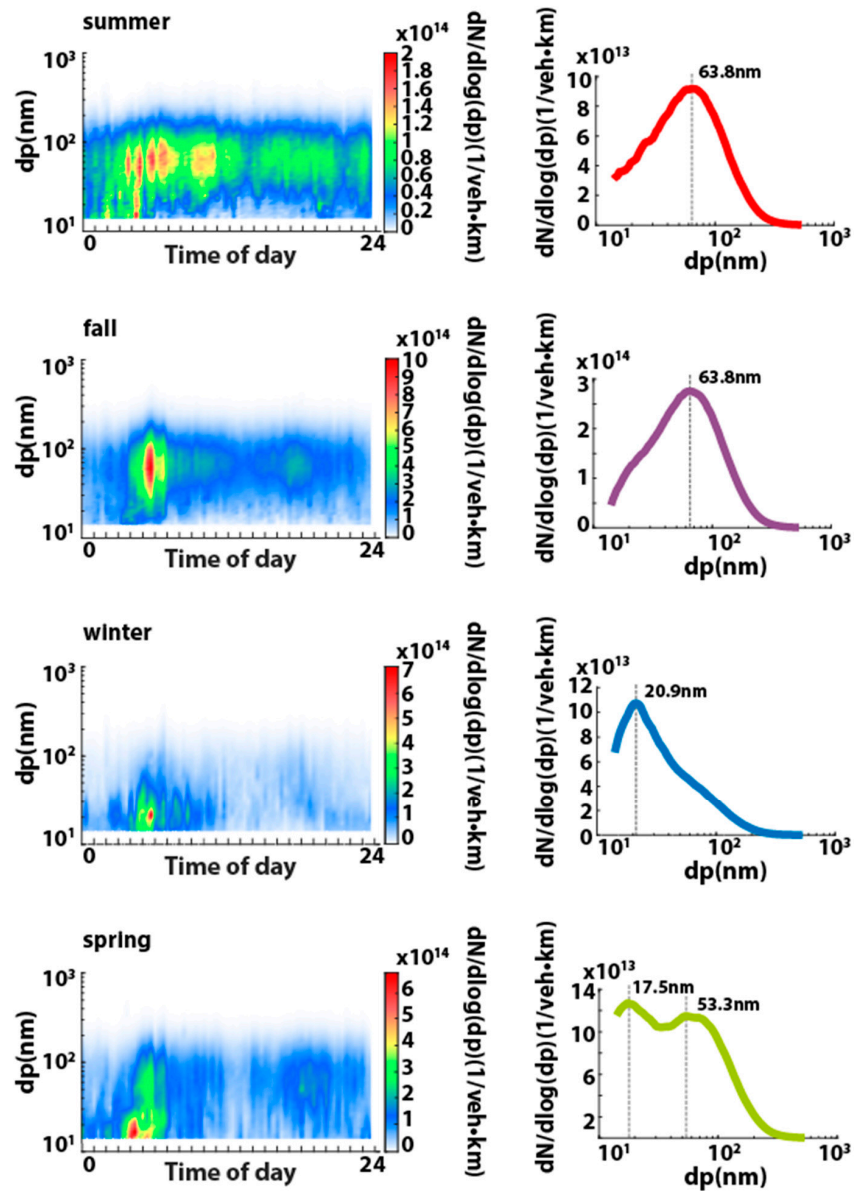 summer
x10¹⁴
dN/dlog(dp)(1/veh•km)
dp(nm)
10³
10²
10¹
2
1.8
1.6
1.4
1.2
1
0.8
0.6
0.4
0.2
0
0
24
Time of day
x10¹³
63.8nm
dN/dlog(dp)(1/veh•km)
10
8
6
4
2
0
10¹
10²
10³
dp(nm)
fall
x10¹⁴
dN/dlog(dp)(1/veh•km)
dp(nm)
10³
10²
10¹
10
9
8
7
6
5
4
3
2
1
0
0
24
Time of day
x10¹⁴
63.8nm
dN/dlog(dp)(1/veh•km)
3
2
1
0
10¹
10²
10³
dp(nm)
winter
x10¹⁴
dN/dlog(dp)(1/veh•km)
dp(nm)
10³
10²
10¹
7
6
5
4
3
2
1
0
0
24
Time of day
x10¹³
20.9nm
dN/dlog(dp)(1/veh•km)
12
10
8
6
4
2
0
10¹
10²
10³
dp(nm)
spring
x10¹⁴
dN/dlog(dp)(1/veh•km)
dp(nm)
10³
10²
10¹
6
5
4
3
2
1
0
0
24
Time of day
x10¹³
17.5nm
53.3nm
dN/dlog(dp)(1/veh•km)
14
12
10
8
6
4
2
10¹
10²
10³
dp(nm)